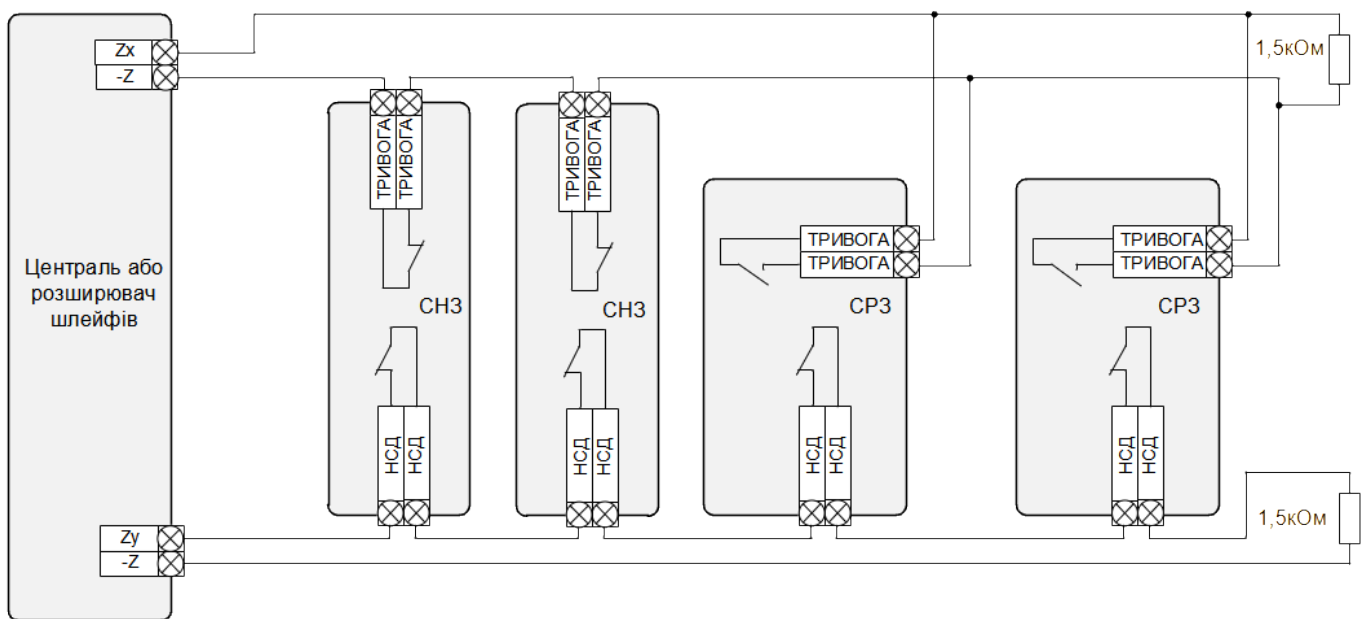 Zx
-Z
1,5кОм
ТРИВОГА
ТРИВОГА
ТРИВОГА
ТРИВОГА
ТРИВОГА
ТРИВОГА
ТРИВОГА
ТРИВОГА
Централь або
розширювач
шлейфів
СНЗ
СНЗ
СРЗ
СРЗ
НСД
НСД
НСД
НСД
НСД
НСД
НСД
НСД
1,5кОм
Zy
-Z